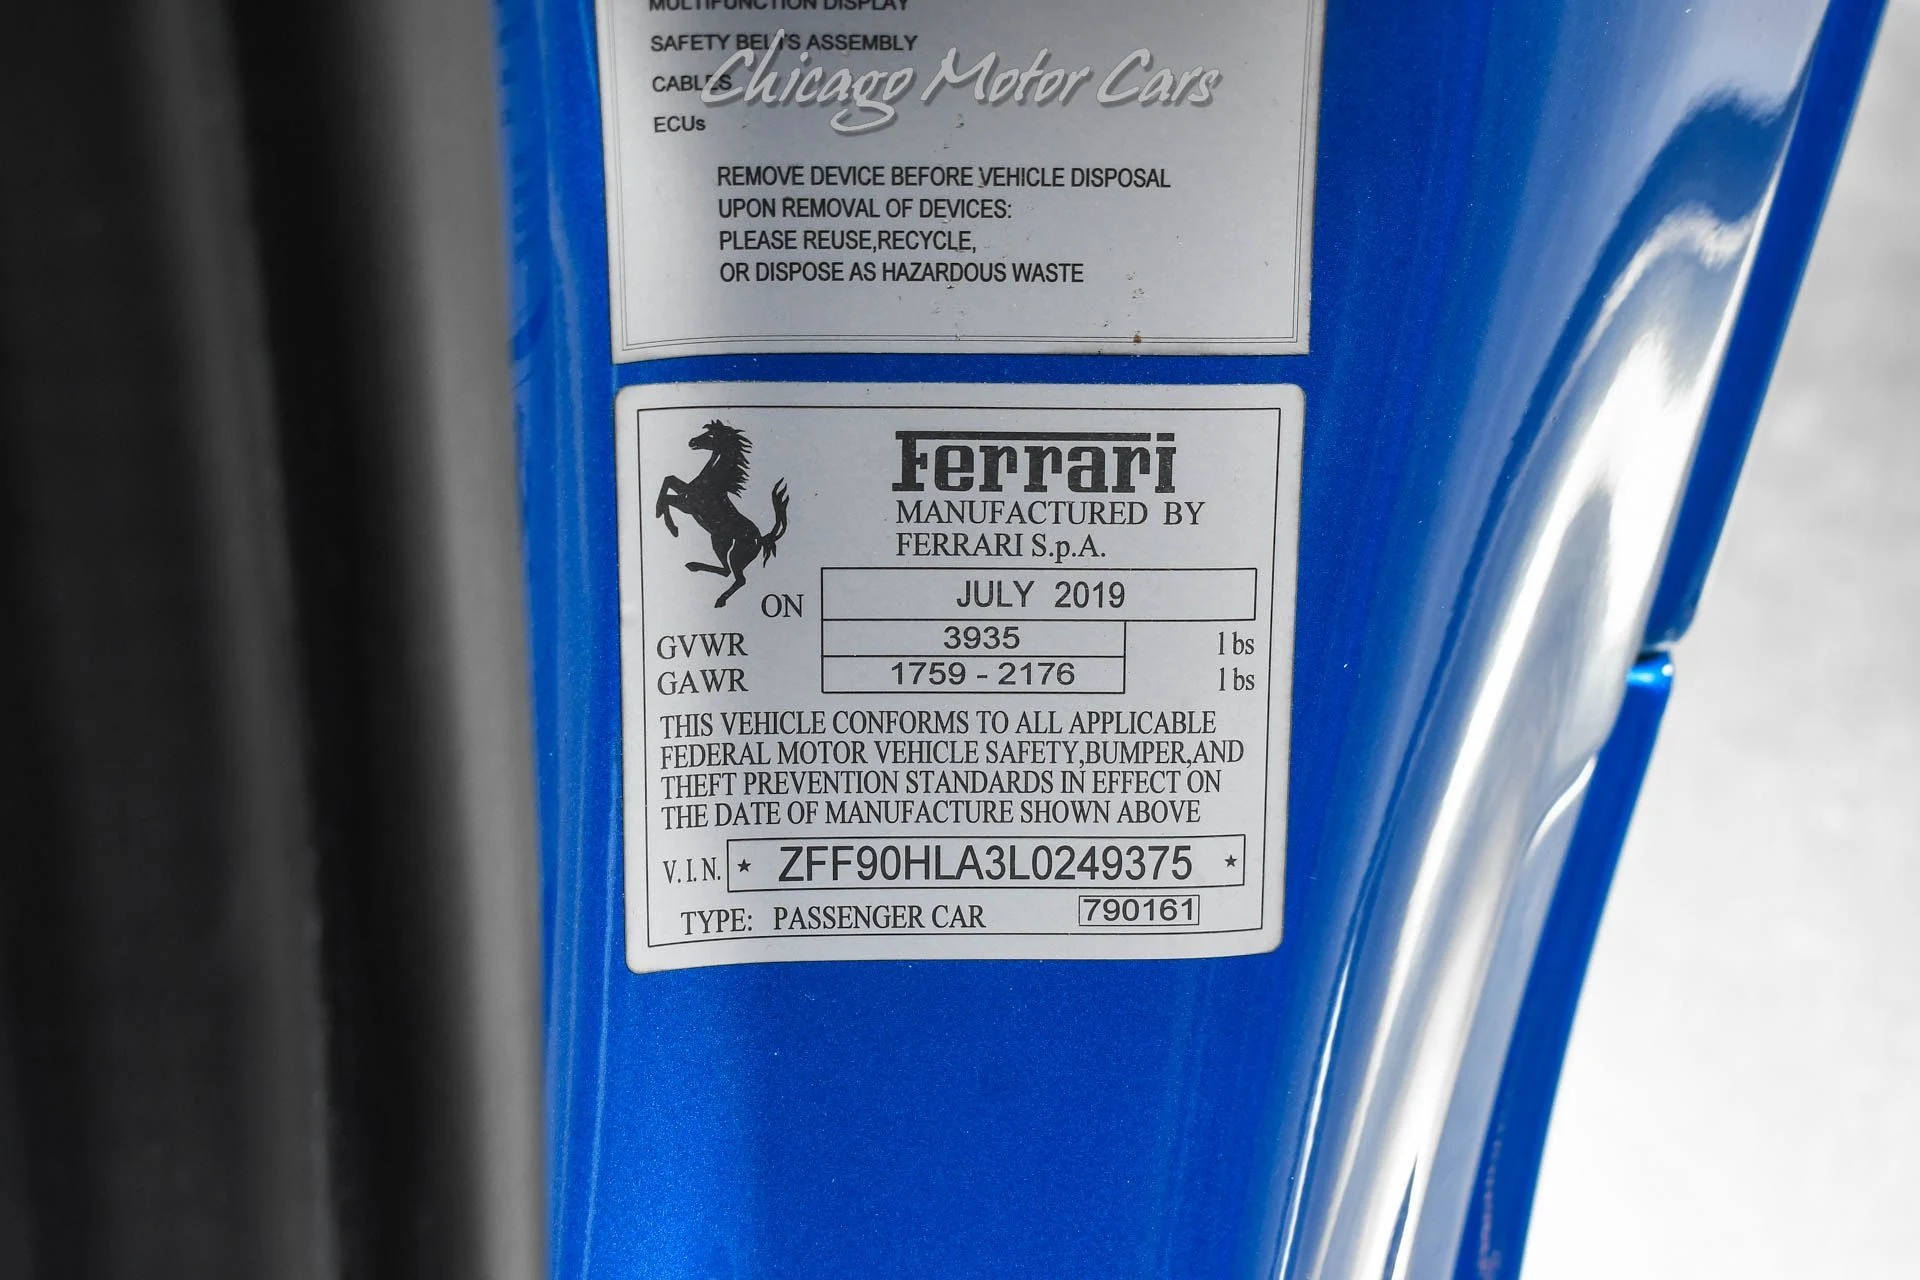 MULTIFUNCTION DISPLAY
SAFETY BELTS ASSEMBLY
CABLES
ECUs
Chicago Motor Cars
REMOVE DEVICE BEFORE VEHICLE DISPOSAL
UPON REMOVAL OF DEVICES:
PLEASE REUSE,RECYCLE,
OR DISPOSE AS HAZARDOUS WASTE
Ferrari
MANUFACTURED BY
FERRARI S.p.A.
ON JULY 2019
GVWR 3935 lbs
GAWR 1759 - 2176 lbs
THIS VEHICLE CONFORMS TO ALL APPLICABLE
FEDERAL MOTOR VEHICLE SAFETY,BUMPER,AND
THEFT PREVENTION STANDARDS IN EFFECT ON
THE DATE OF MANUFACTURE SHOWN ABOVE
V.I.N. * ZFF90HLA3L0249375 *
TYPE: PASSENGER CAR 790161